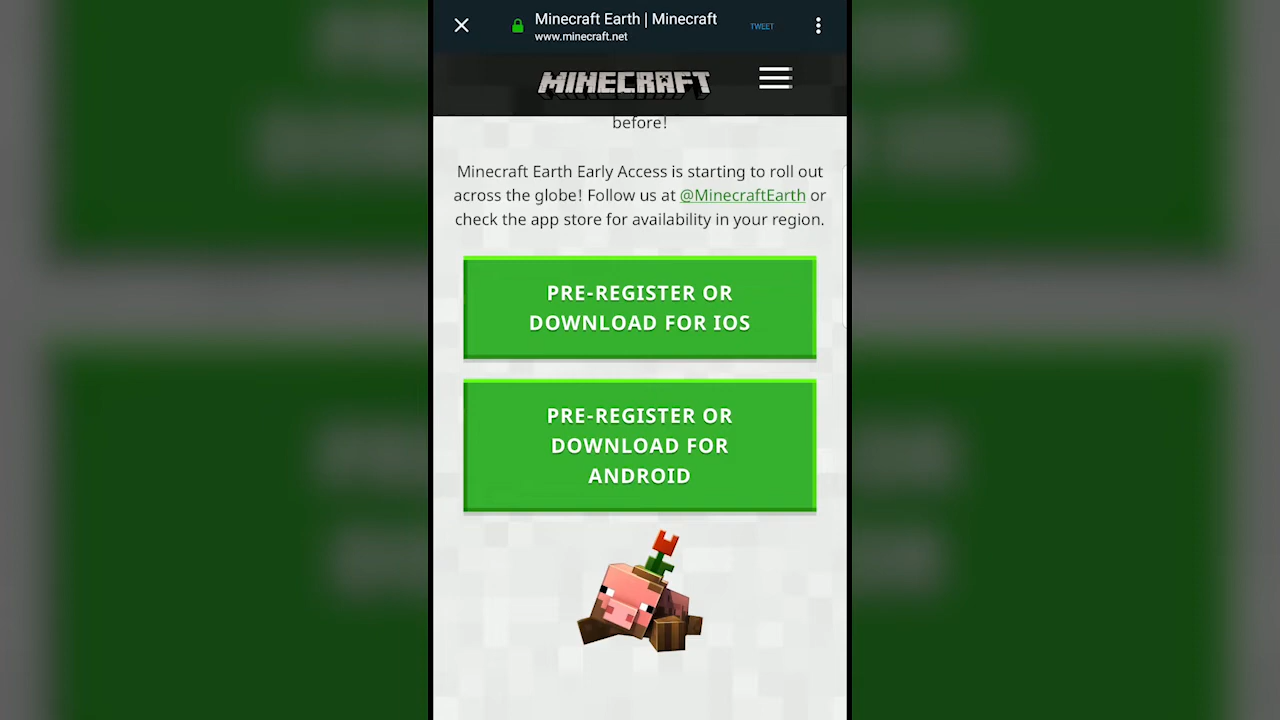 Minecraft Earth | Minecraft
www.minecraft.net
TWEET
MINECRAFT
before!
Minecraft Earth Early Access is starting to roll out
across the globe! Follow us at @MinecraftEarth or
check the app store for availability in your region.
PRE-REGISTER OR
DOWNLOAD FOR IOS
PRE-REGISTER OR
DOWNLOAD FOR
ANDROID